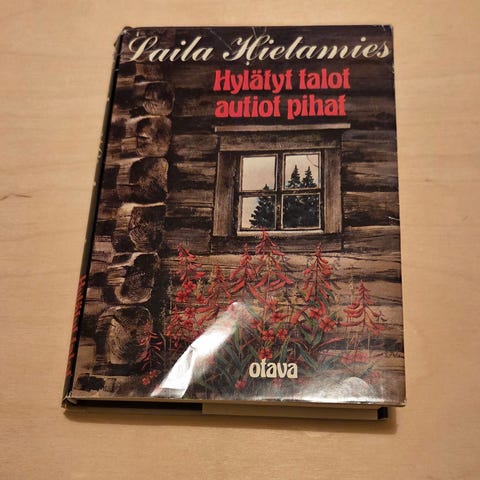 Laila Hietamies
Hylätyt talot
autiot pihat
otava